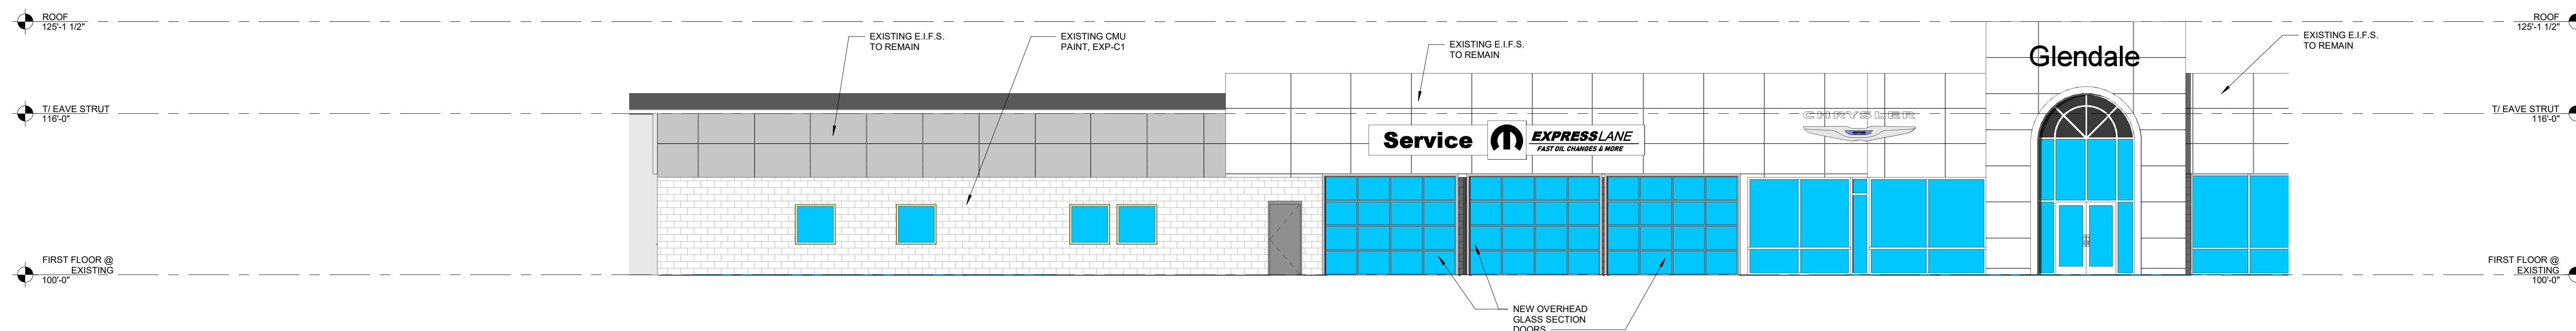 ROOF
125'-1 1/2"
EXISTING E.I.F.S.
TO REMAIN
EXISTING CMU
PAINT, EXP-C1
EXISTING E.I.F.S.
TO REMAIN
Glendale
EXISTING E.I.F.S.
TO REMAIN
ROOF
125'-1 1/2"
T/ EAVE STRUT
116'-0"
CHRYSLER
Service
EXPRESSLANE
FAST OIL CHANGES & MORE
T/ EAVE STRUT
116'-0"
FIRST FLOOR @
EXISTING
100'-0"
FIRST FLOOR @
EXISTING
100'-0"
NEW OVERHEAD
GLASS SECTION
DOORS